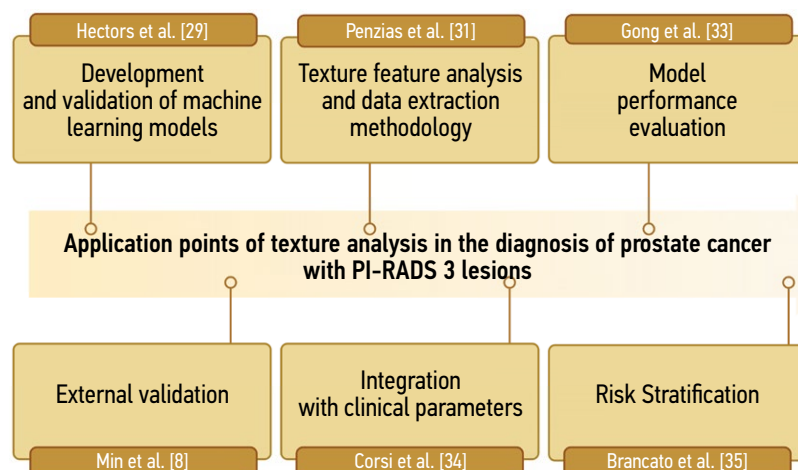 Hectors et al. [29]
Development
and validation of machine
learning models
Penzias et al. [31]
Texture feature analysis
and data extraction
methodology
Gong et al. [33]
Model
performance
evaluation
Application points of texture analysis in the diagnosis of prostate cancer
with PI-RADS 3 lesions
External validation
Min et al. [8]
Integration
with clinical parameters
Corsi et al. [34]
Risk Stratification
Brancato et al. [35]